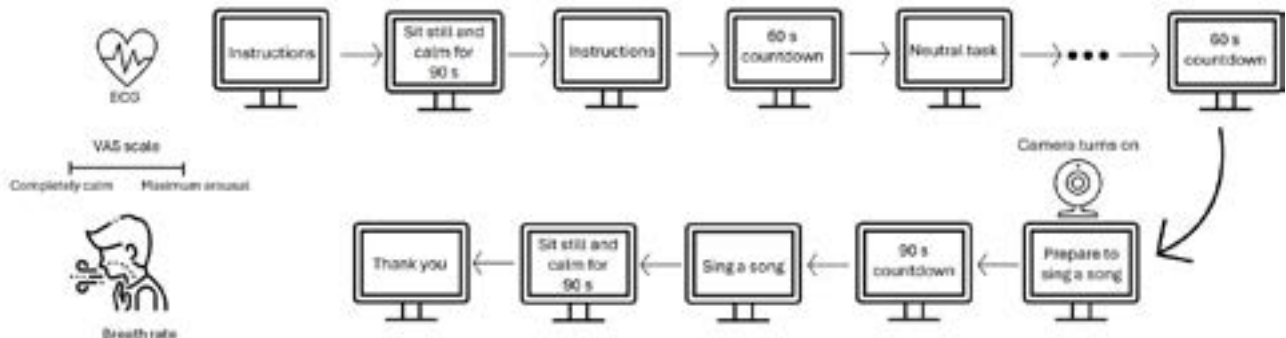 Instructions
Sit still and
calm for
90 s
Instructions
60 s
countdown
Neutral task
60 s
countdown
ECG
VAS scale
Completely calm
Maximum arousal
Camera turns on
Thank you
Sit still and
calm for
90 s
Sing a song
90 s
countdown
Prepare to
sing a song
Breath rate